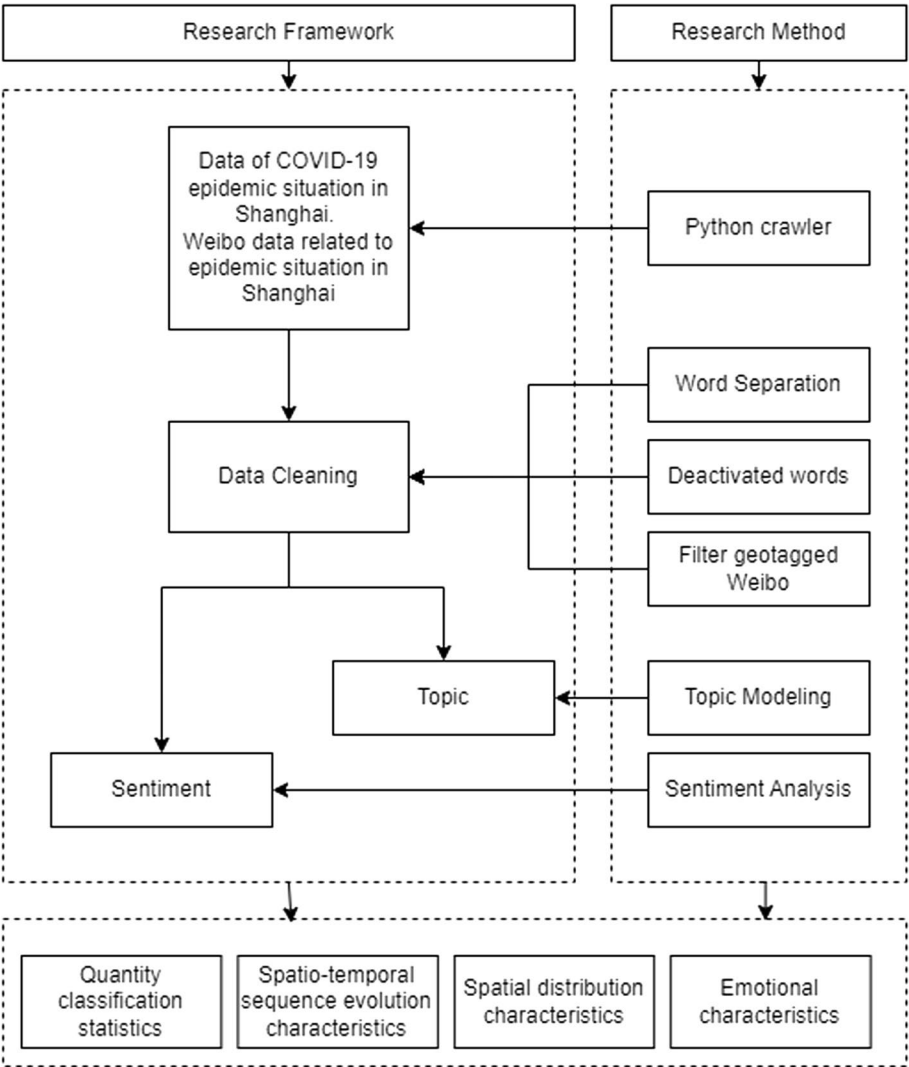 Research Framework
Research Method
Data of COVID-19
epidemic situation in
Shanghai.
Weibo data related to
epidemic situation in
Shanghai
Python crawler
Word Separation
Data Cleaning
Deactivated words
Filter geotagged
Weibo
Topic
Topic Modeling
Sentiment
Sentiment Analysis
Quantity
classification
statistics
Spatio-temporal
sequence evolution
characteristics
Spatial distribution
characteristics
Emotional
characteristics